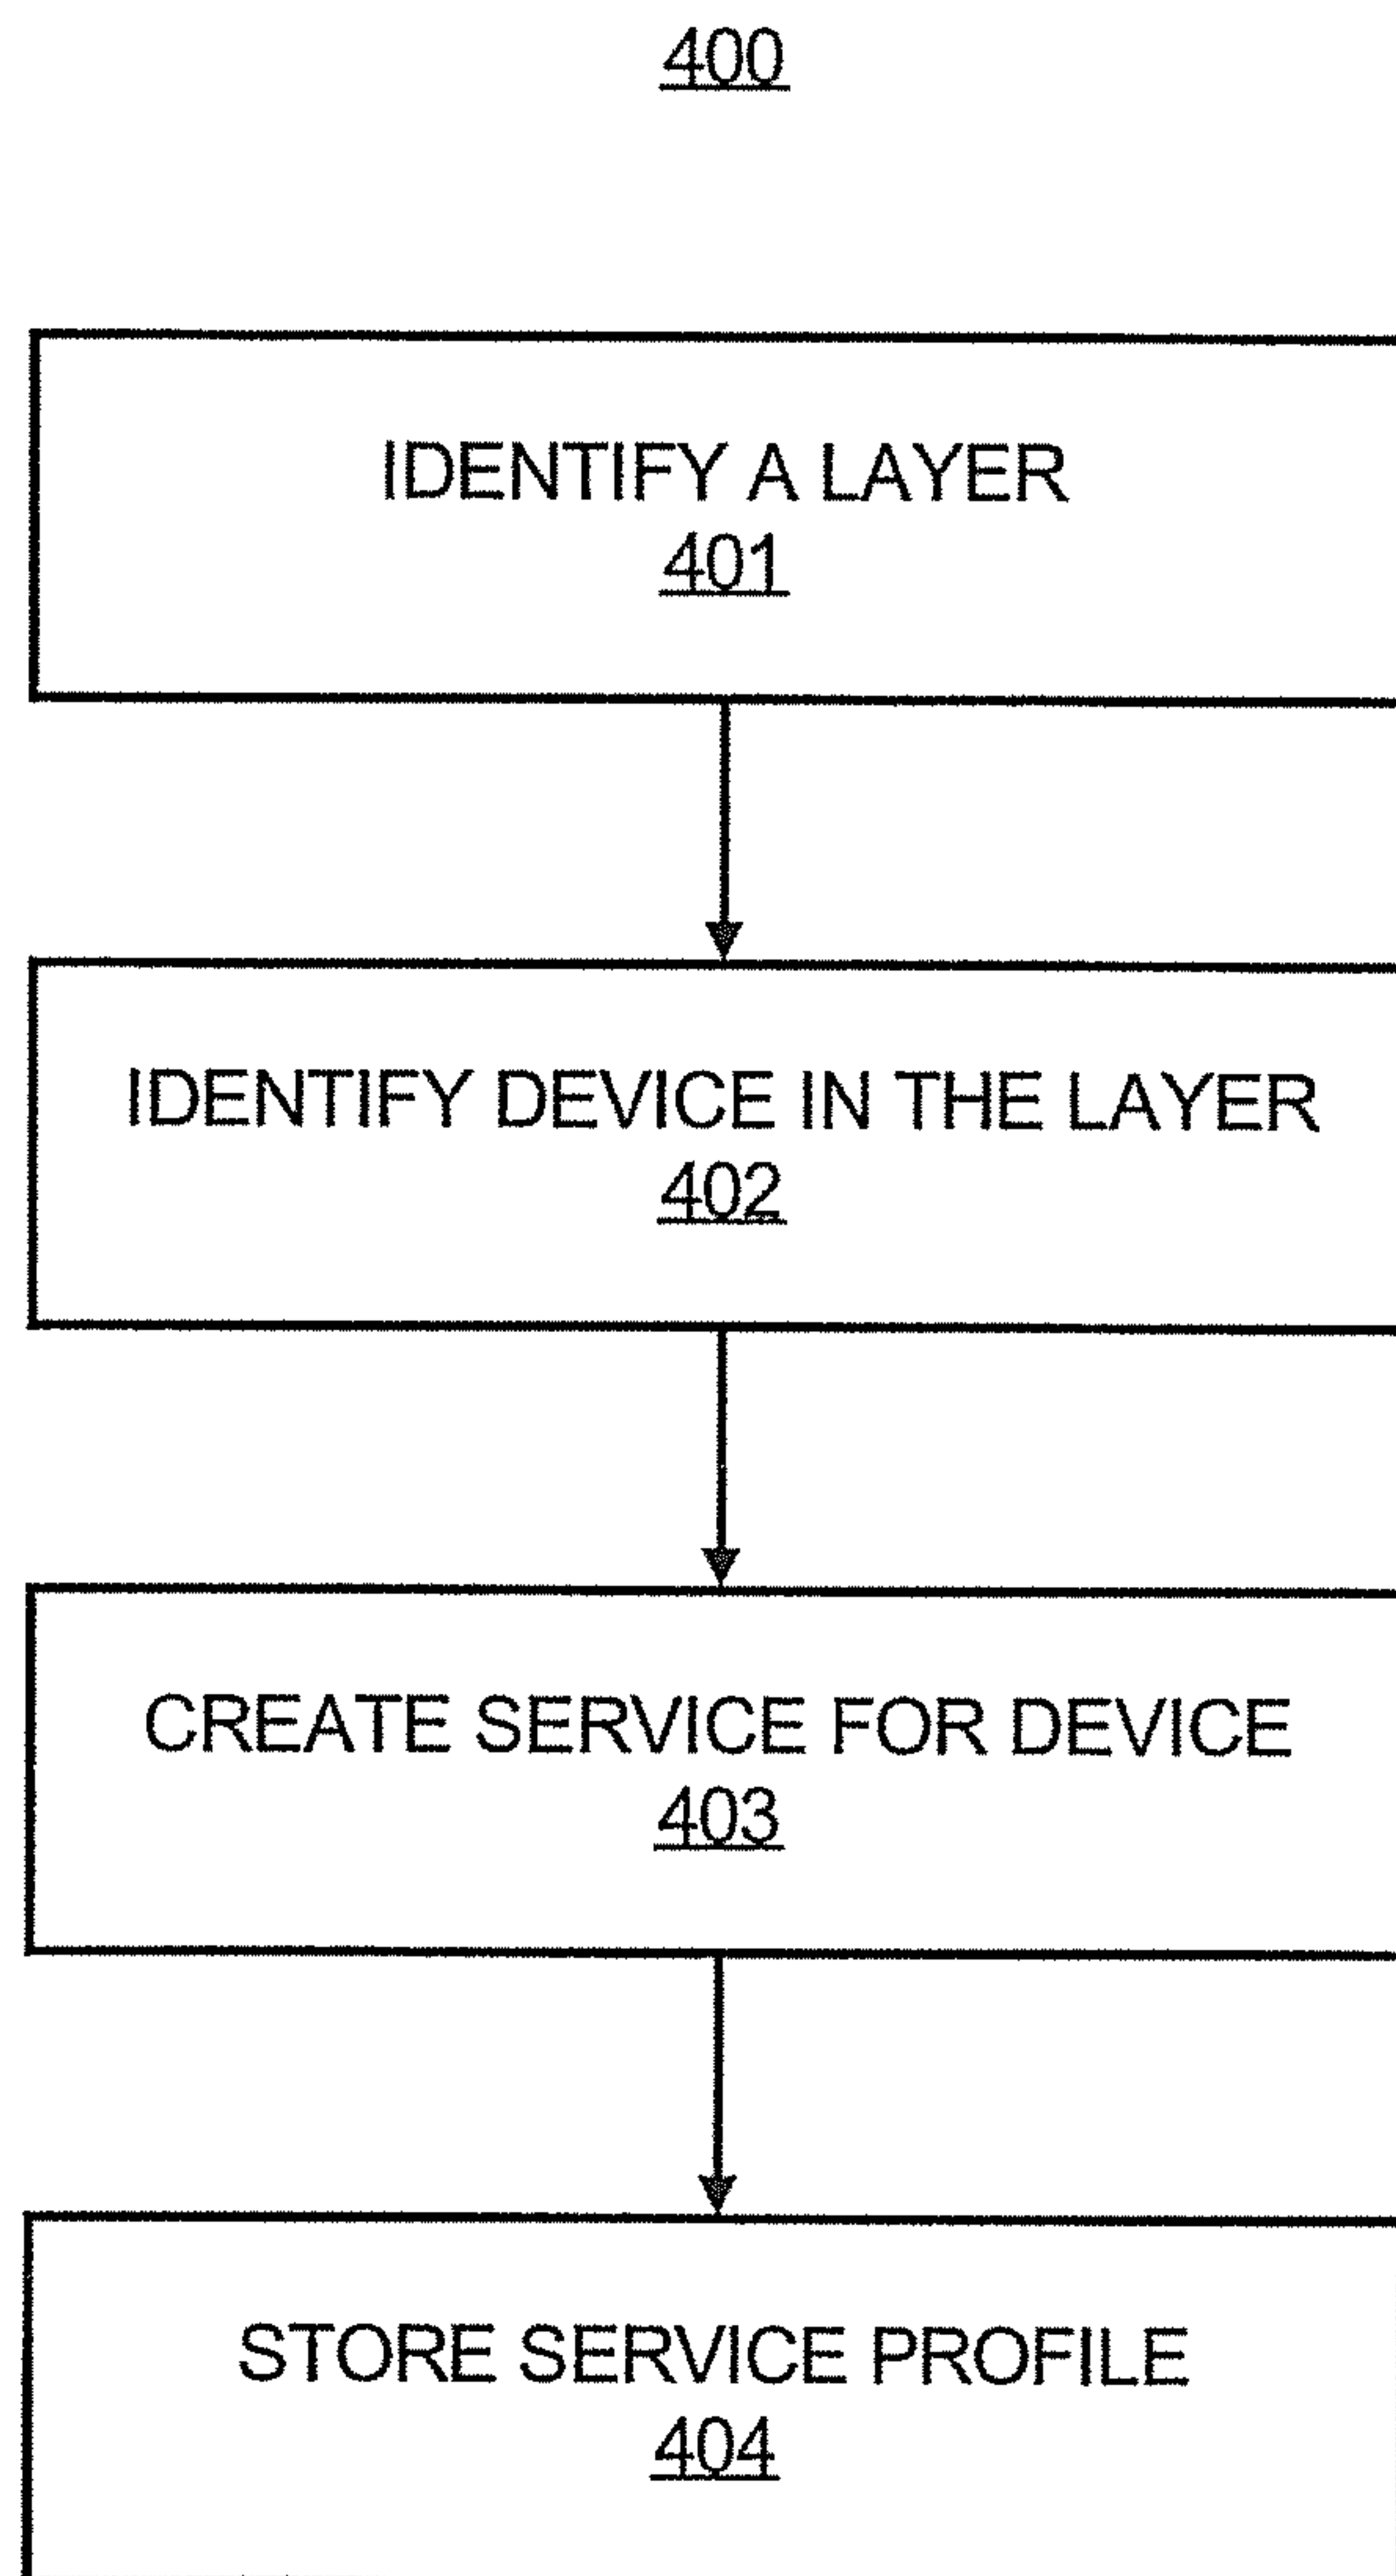 400
IDENTIFY A LAYER
401
IDENTIFY DEVICE IN THE LAYER
402
CREATE SERVICE FOR DEVICE
403
STORE SERVICE PROFILE
404